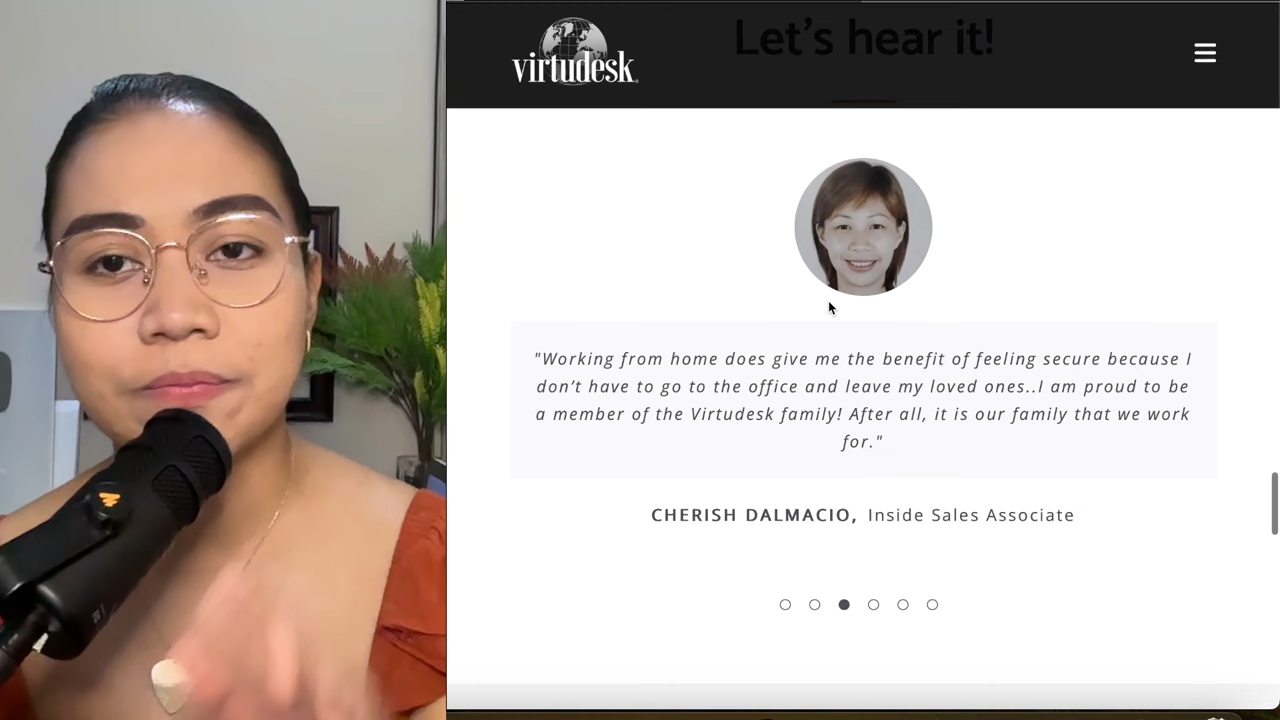 Let's hear it!
virtudesk
"Working from home does give me the benefit of feeling secure because I
don't have to go to the office and leave my loved ones..I am proud to be
a member of the Virtudesk family! After all, it is our family that we work
for."
CHERISH DALMACIO, Inside Sales Associate